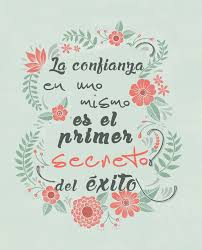 La confianza
en uno
mismo
es el
primer
secreto
del éxito